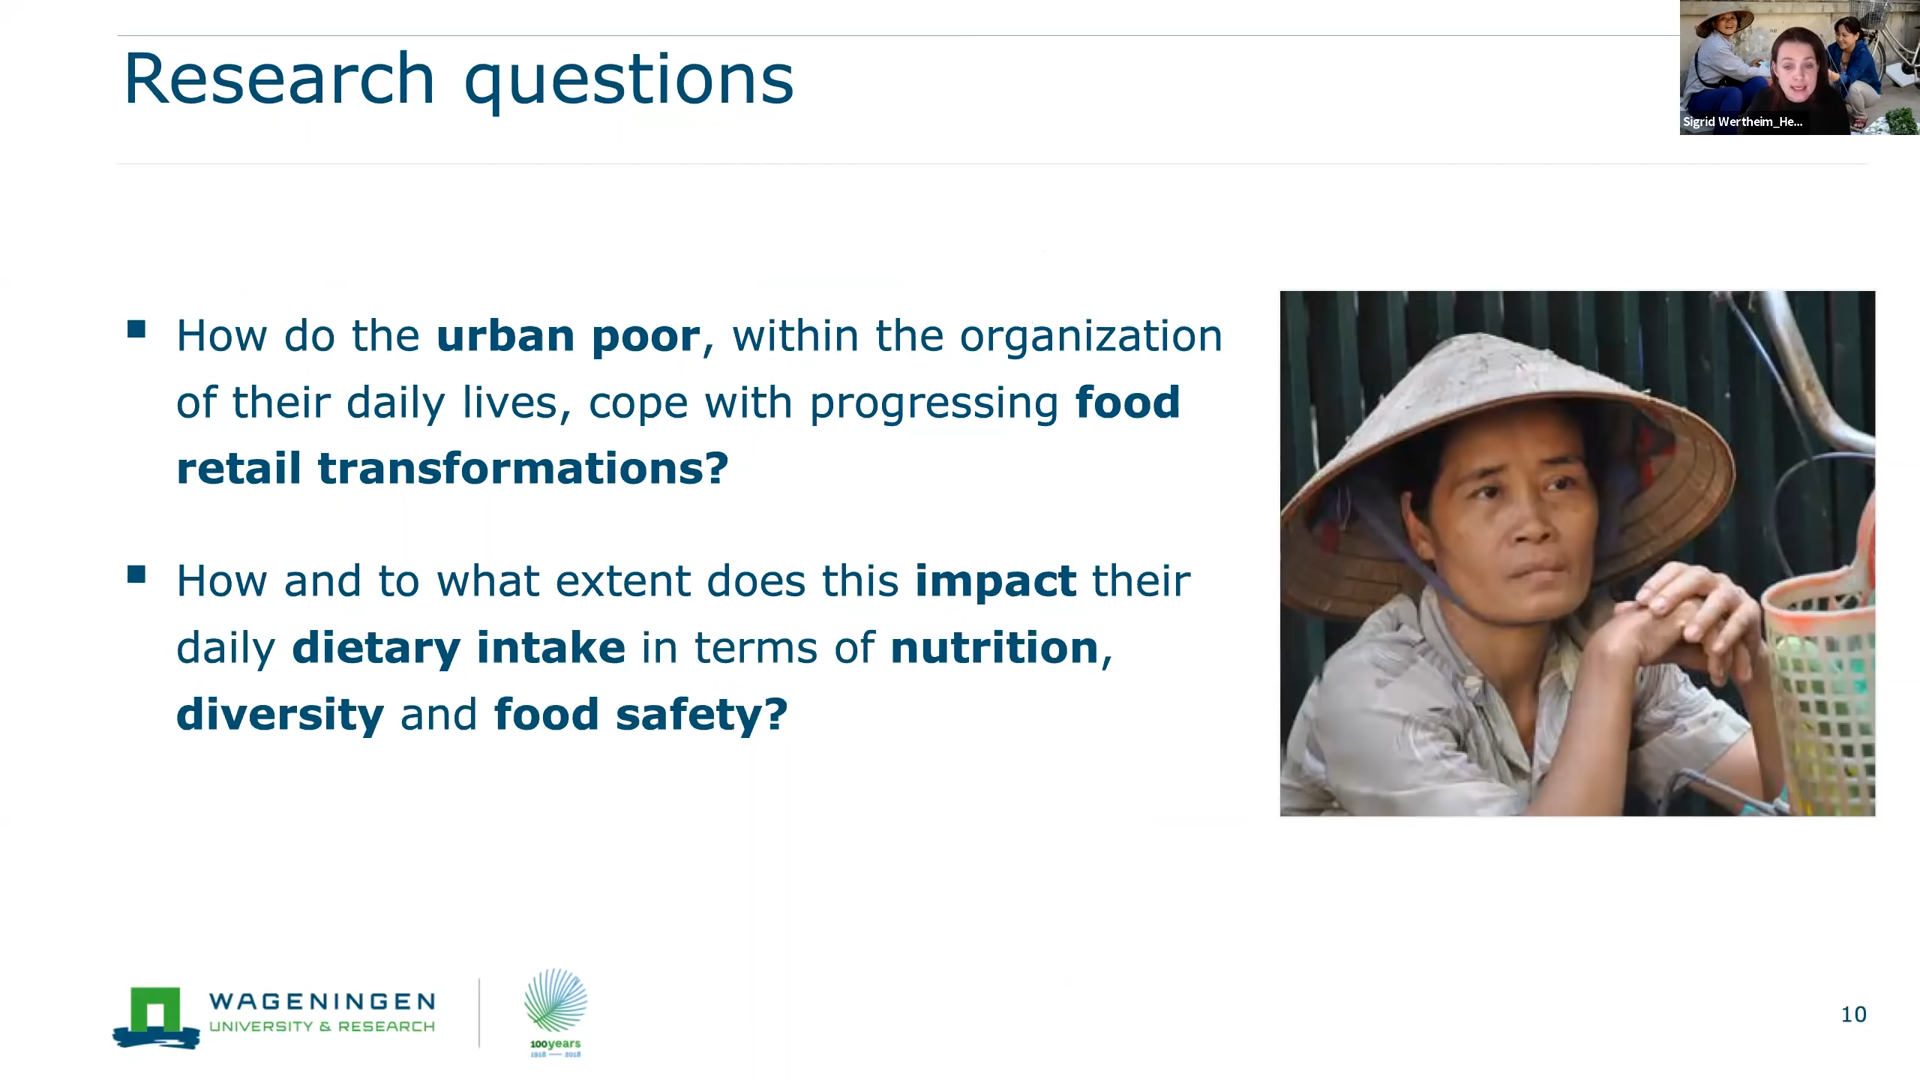 Research questions
Sigrid Wertheim_He...
How do the urban poor, within the organization
of their daily lives, cope with progressing food
retail transformations?
How and to what extent does this impact their
daily dietary intake in terms of nutrition,
diversity and food safety?
WAGENINGEN
UNIVERSITY & RESEARCH
100years
1918 — 2018
10